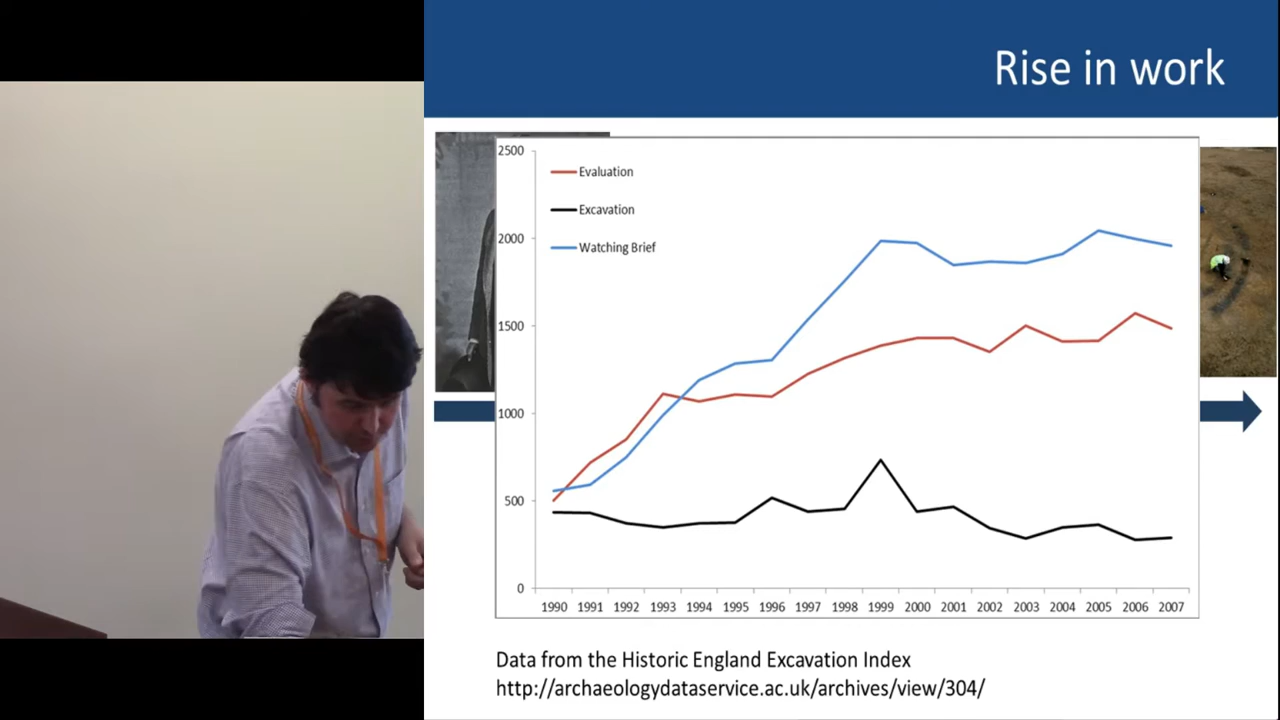 Rise in work
2500
2000
1500
1000
500
0
Evaluation
Excavation
Watching Brief
1990 1991 1992 1993 1994 1995 1996 1997 1998 1999 2000 2001 2002 2003 2004 2005 2006 2007
Data from the Historic England Excavation Index
http://archaeologydataservice.ac.uk/archives/view/304/